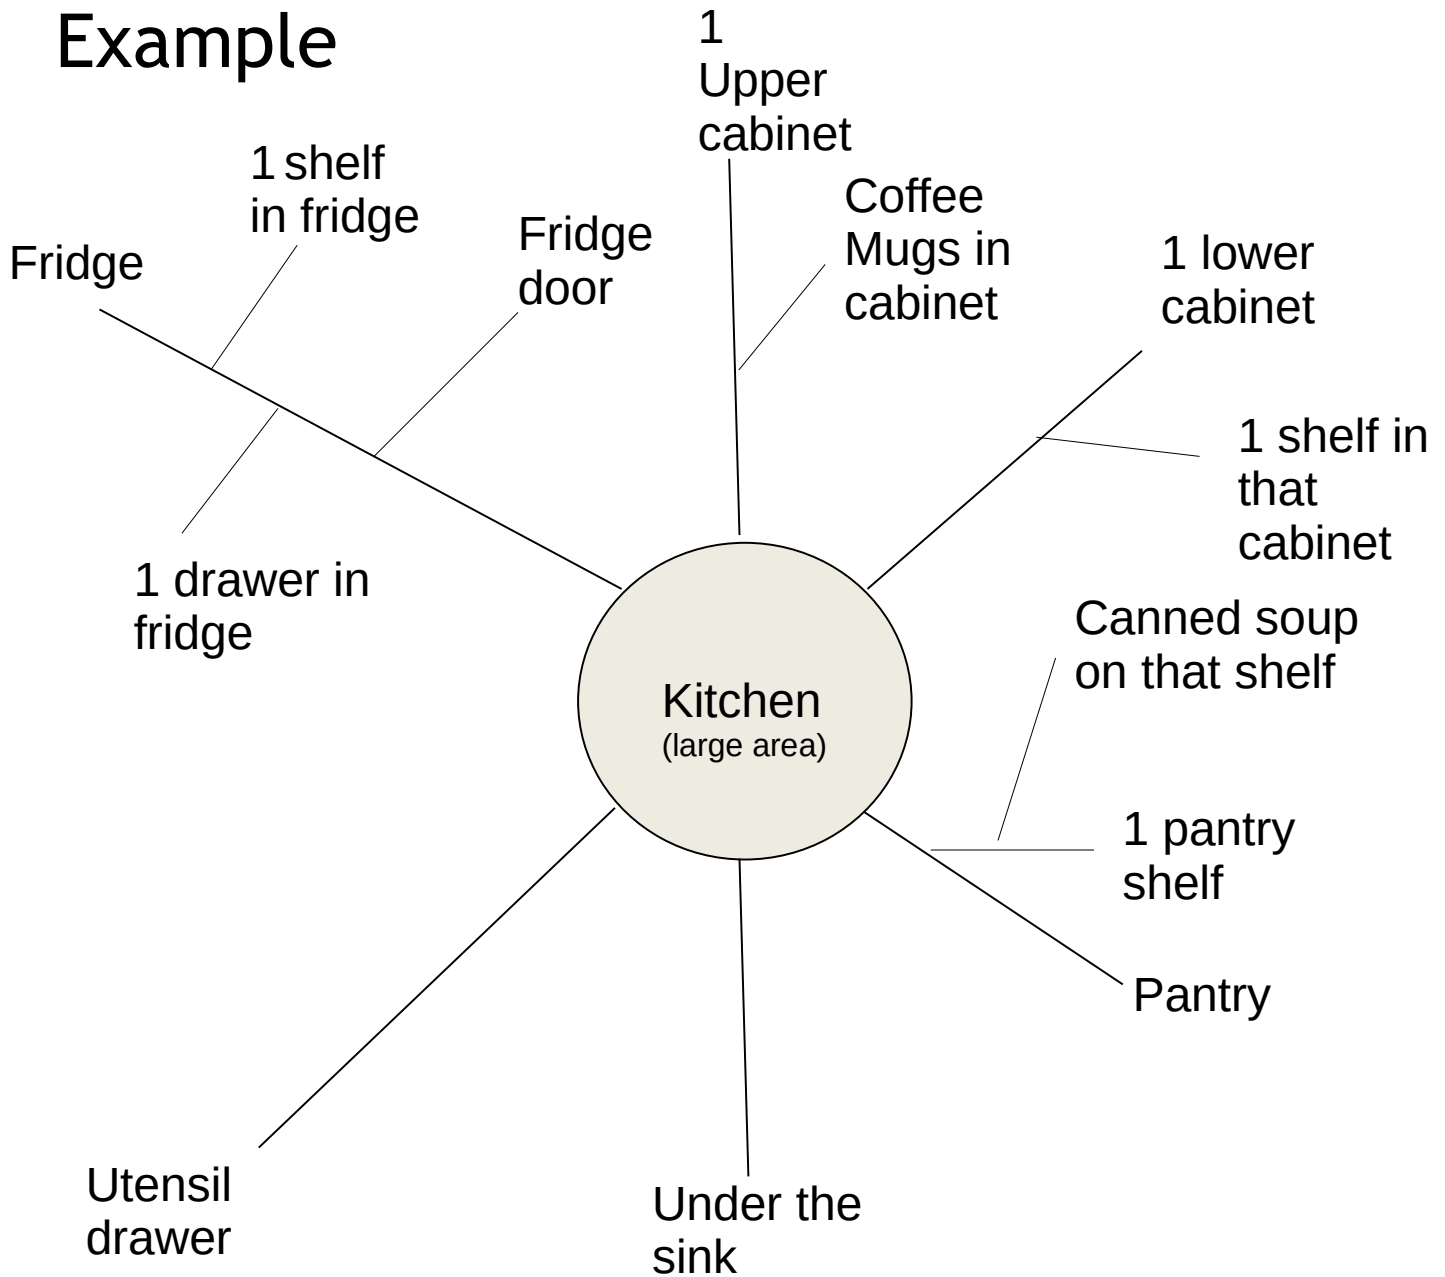 Example
1
Upper
cabinet
1 shelf
in fridge
Coffee
Mugs in
cabinet
Fridge
door
Fridge
1 lower
cabinet
1 shelf in
that
cabinet
1 drawer in
fridge
Canned soup
on that shelf
Kitchen
(large area)
1 pantry
shelf
Pantry
Utensil
drawer
Under the
sink